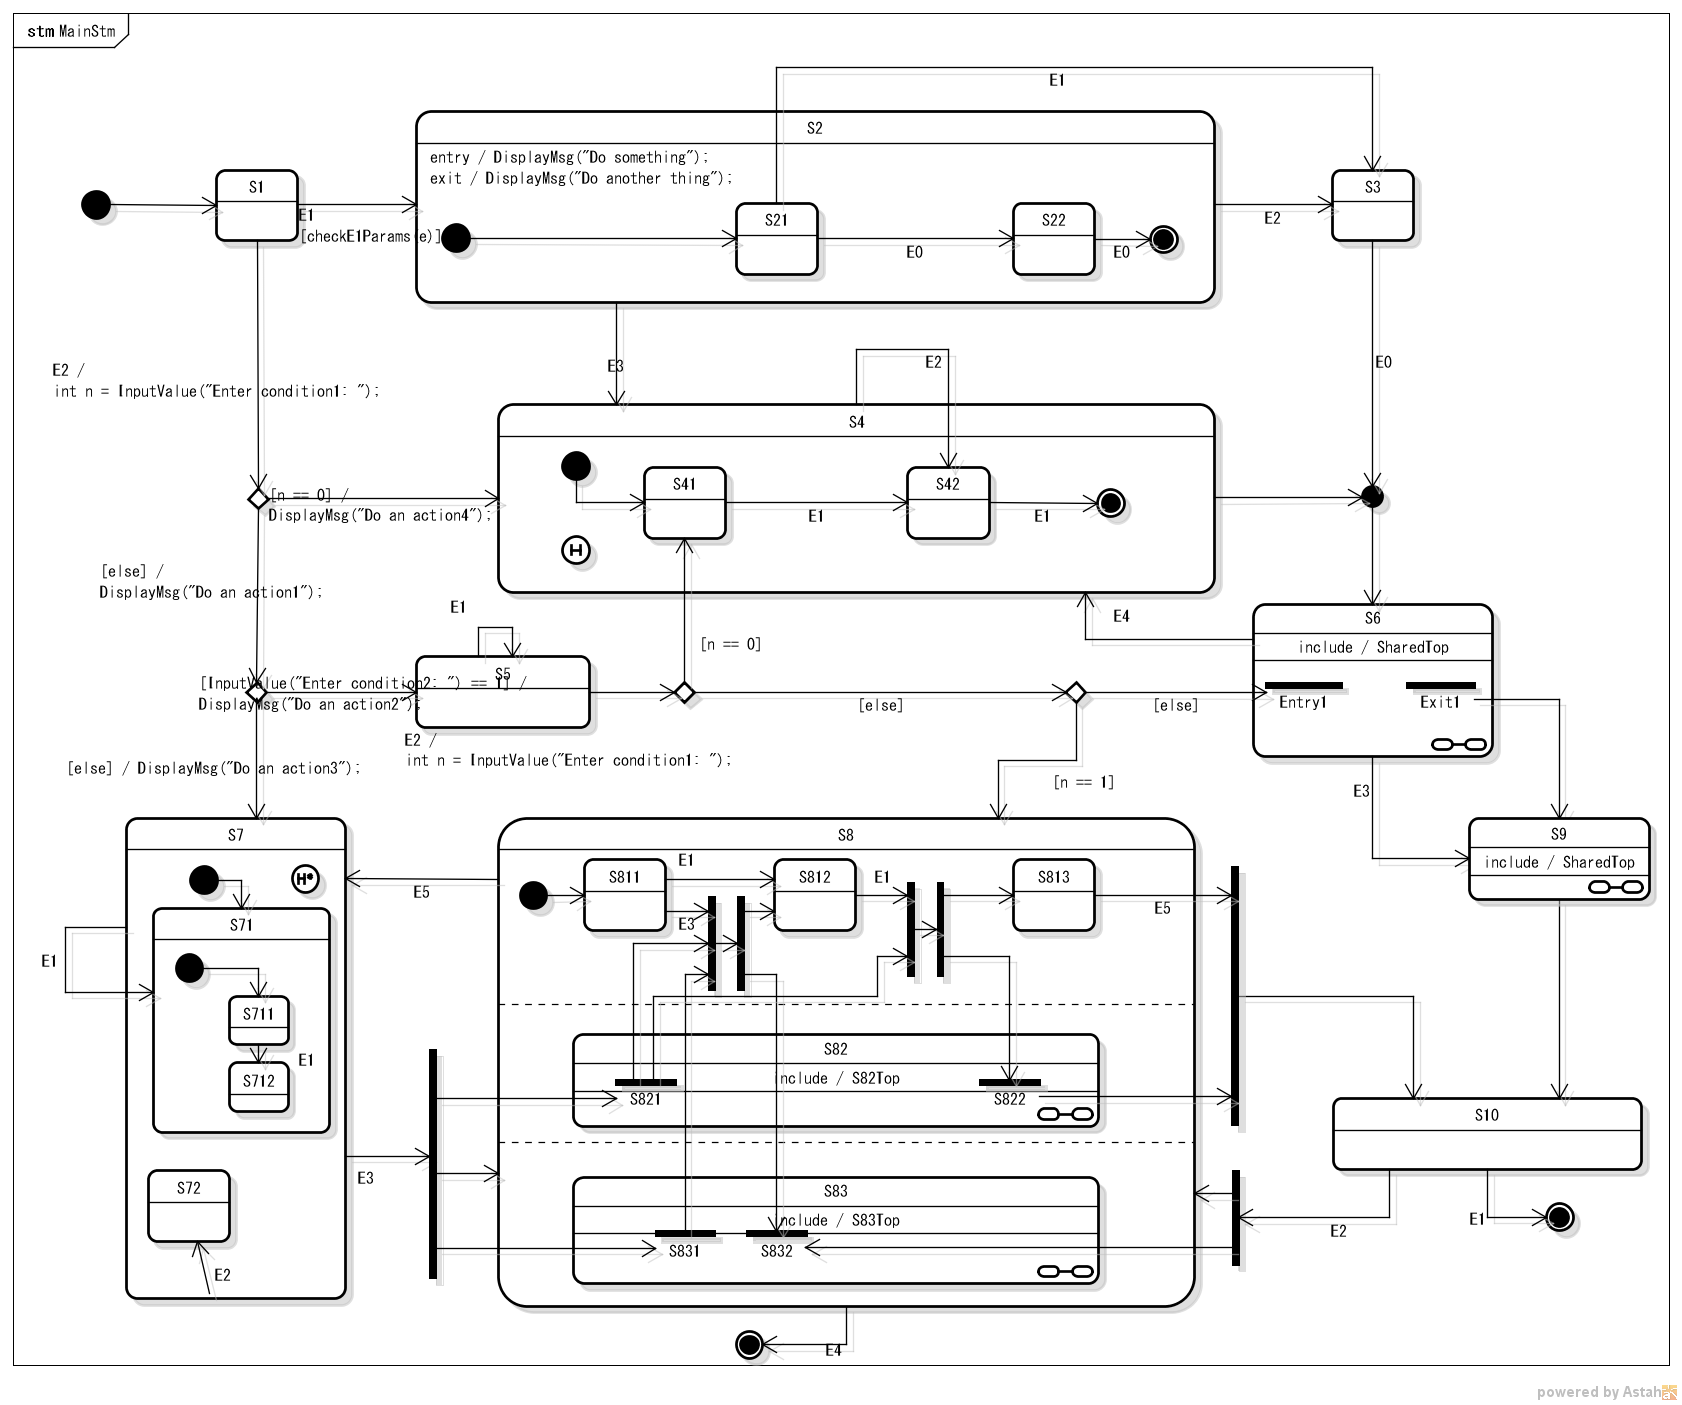 stm MainStm
E1
S2
entry / DisplayMsg("Do something");
exit / DisplayMsg("Do another thing");
S1
S3
E1
[checkE1Params(e)]
S21
S22
E2
E0
E0
E3
E2
E0
E2 /
int n = InputValue("Enter condition1: ");
S4
S41
S42
[n == 0] /
DisplayMsg("Do an action4");
E1
E1
H
[else] /
DisplayMsg("Do an action1");
E1
E4
S6
[n == 0]
include / SharedTop
S5
[InputValue("Enter condition2: ") == 1] /
DisplayMsg("Do an action2");
[else]
[else]
Entry1
Exit1
E2 /
int n = InputValue("Enter condition1: ");
[else] / DisplayMsg("Do an action3");
[n == 1]
E3
S7
S8
S9
include / SharedTop
H*
E5
S811
E1
S812
E1
S813
E5
E3
S71
E1
S711
E1
S712
S82
include / S82Top
S821
S822
S10
E3
S72
S83
include / S83Top
S831
S832
E2
E1
E2
E4
powered by Astah